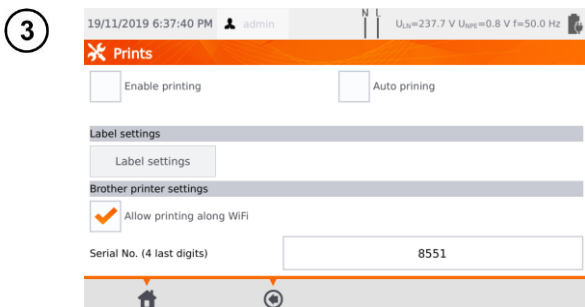 3
19/11/2019 6:37:40 PM admin N L ULN=237.7 V UNPE=0.8 V f=50.0 Hz
Prints
Enable printing Auto prining
Label settings
Label settings
Brother printer settings
Allow printing along WiFi
Serial No. (4 last digits) 8551